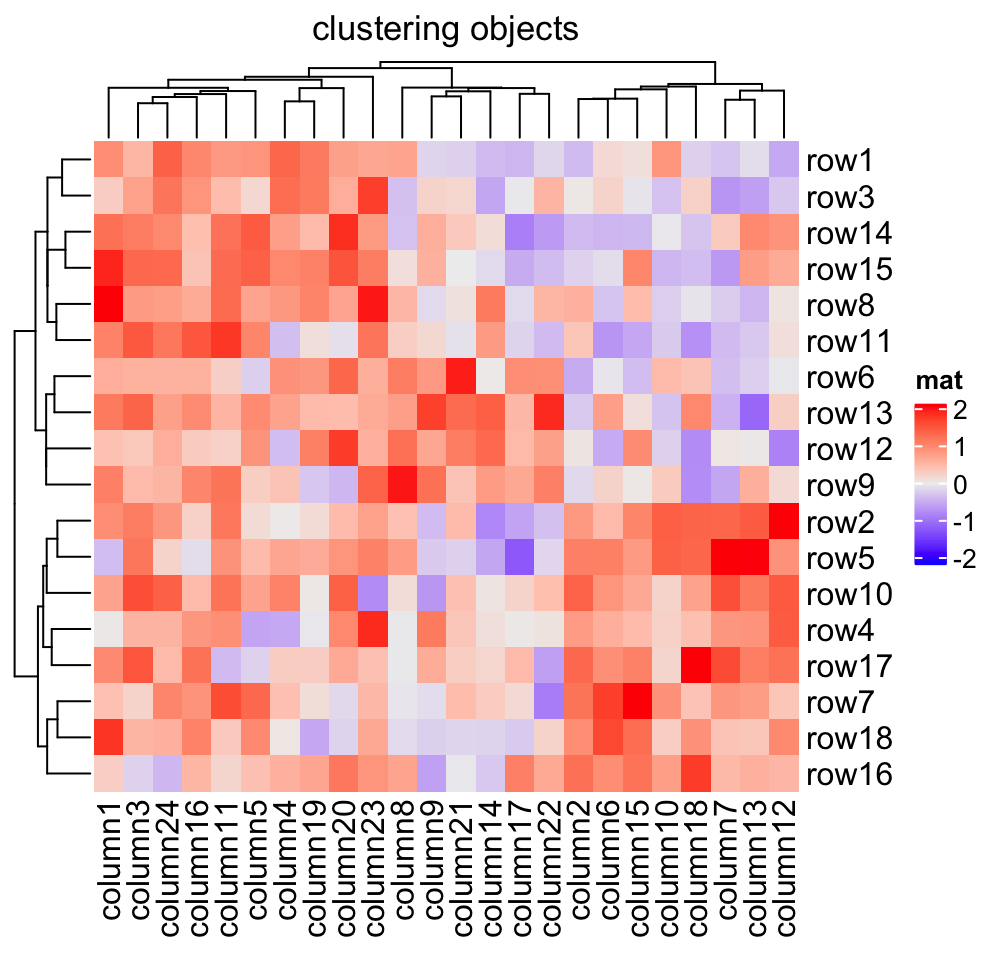 clustering objects
row1
row3
row14
row15
row8
row11
row6
row13
row12
row9
row2
row5
row10
row4
row17
row7
row18
row16
mat
2
1
0
-1
-2
column1
column3
column24
column16
column11
column5
column4
column19
column20
column23
column8
column9
column21
column14
column17
column22
column2
column6
column15
column10
column18
column7
column13
column12